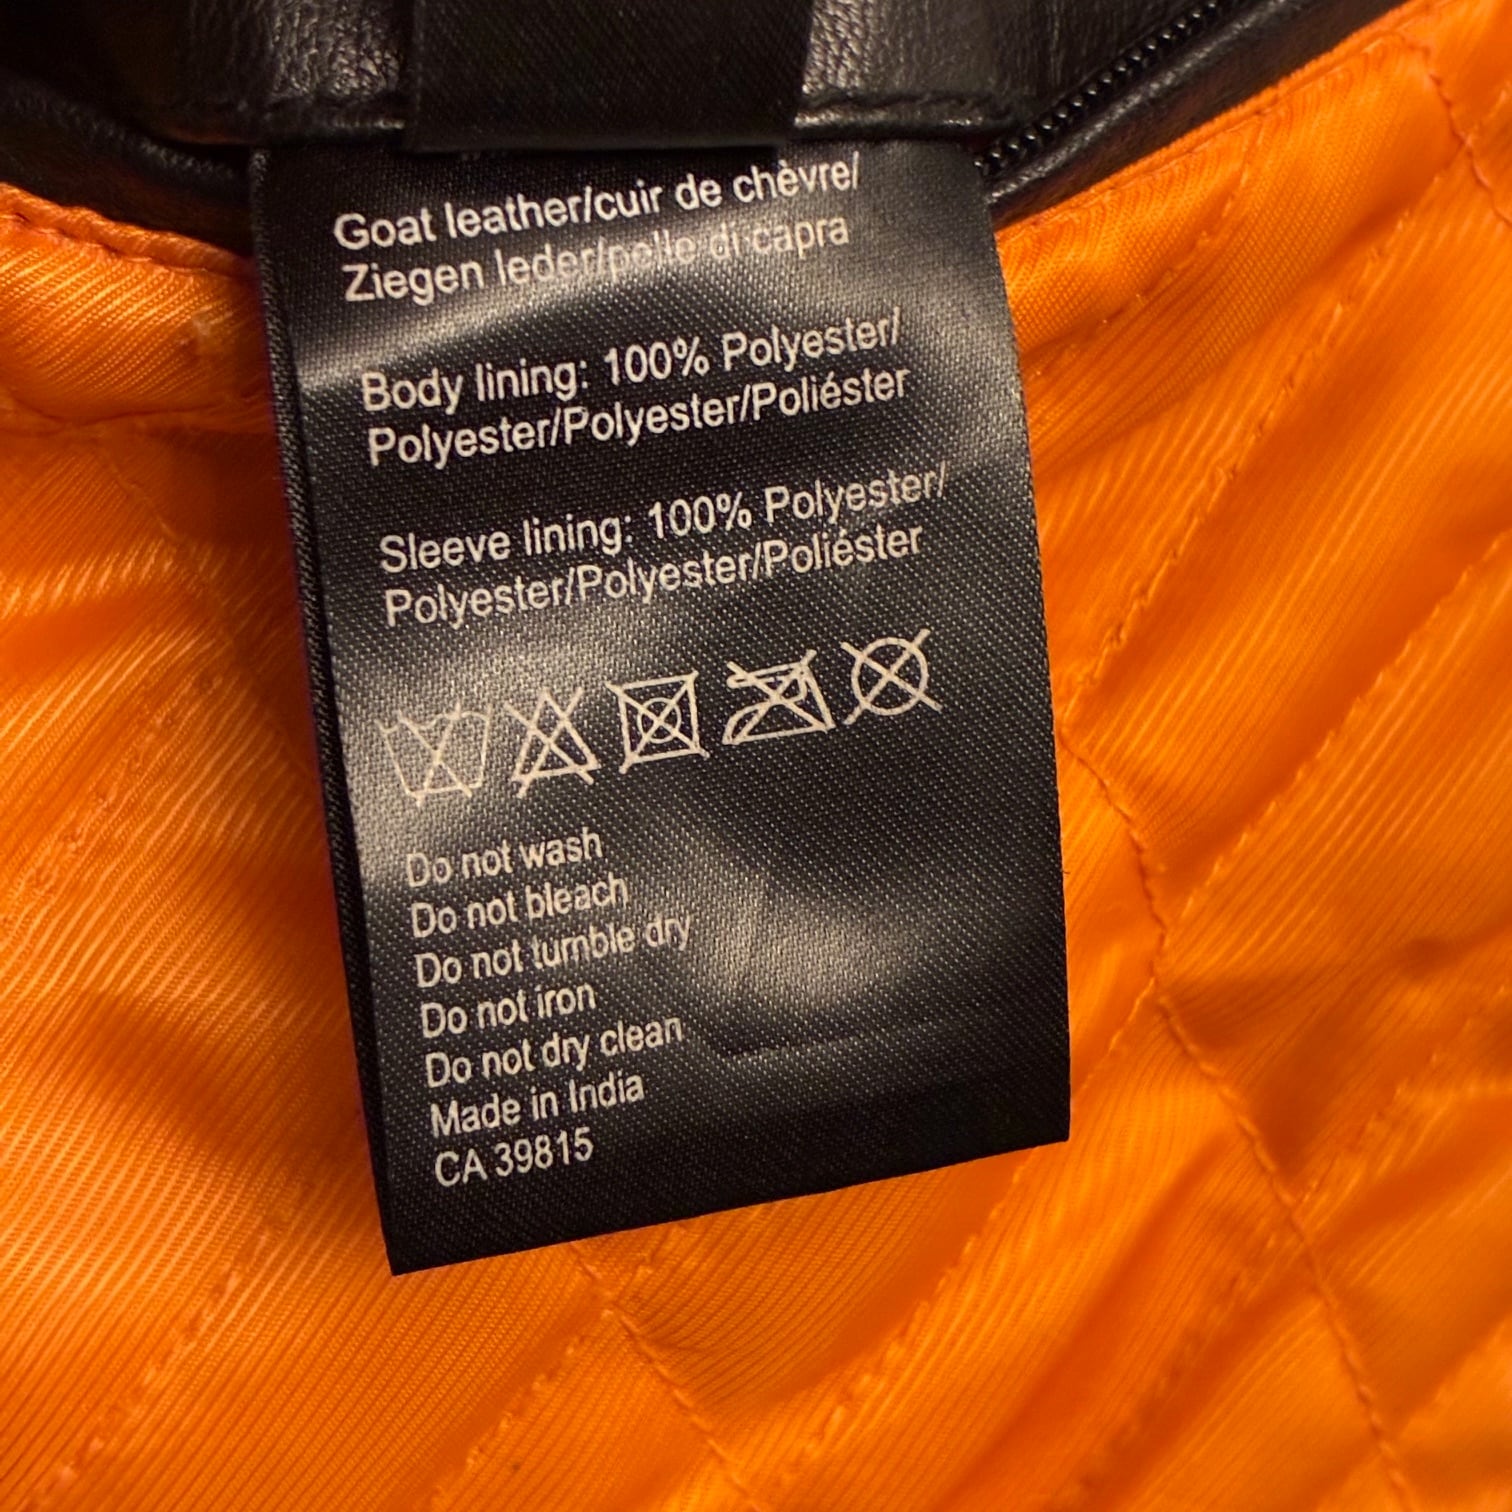 Goat leather/cuir de chèvre/
Ziegen leder/pelle di capra
Body lining: 100% Polyester/
Polyester/Polyester/Poliéster
Sleeve lining: 100% Polyester/
Polyester/Polyester/Poliéster
Do not wash
Do not bleach
Do not tumble dry
Do not iron
Do not dry clean
Made in India
CA 39815